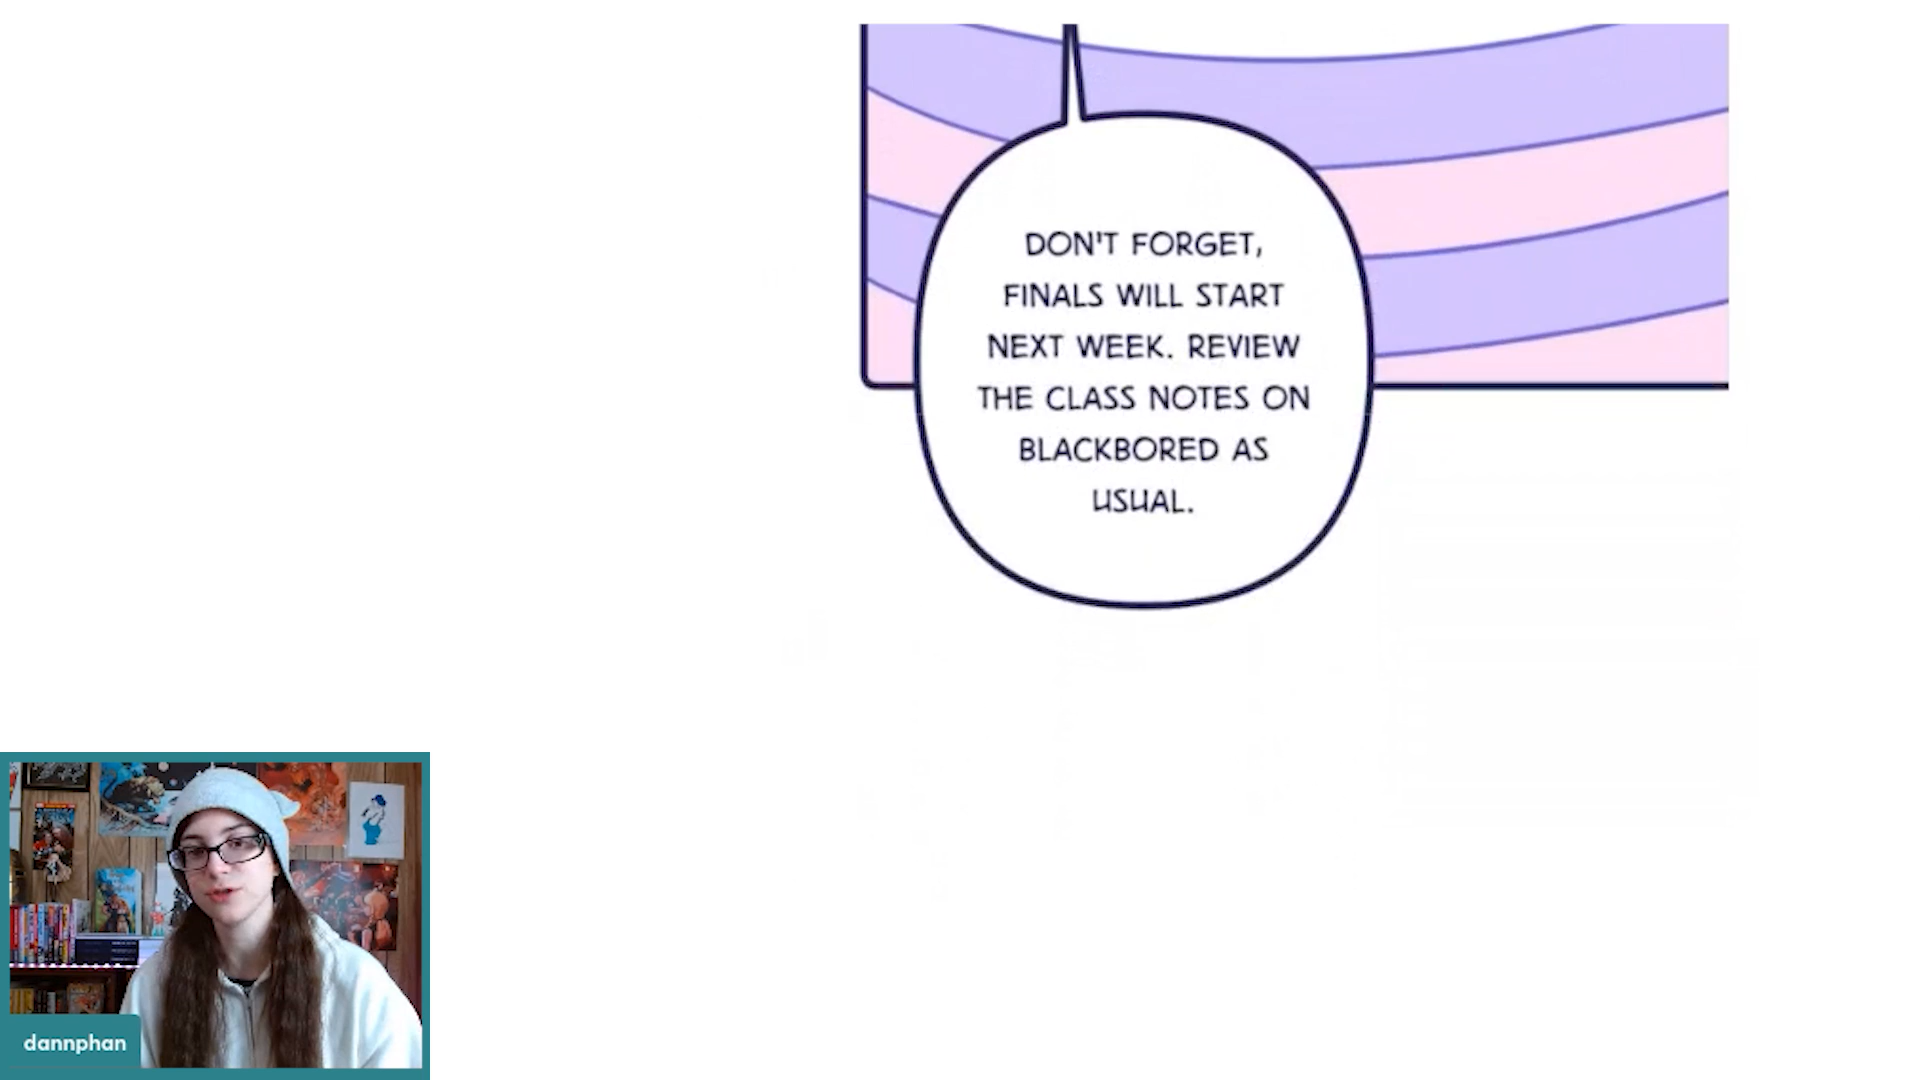 DON'T FORGET,
FINALS WILL START
NEXT WEEK. REVIEW
THE CLASS NOTES ON
BLACKBORED AS
USUAL.
dannphan